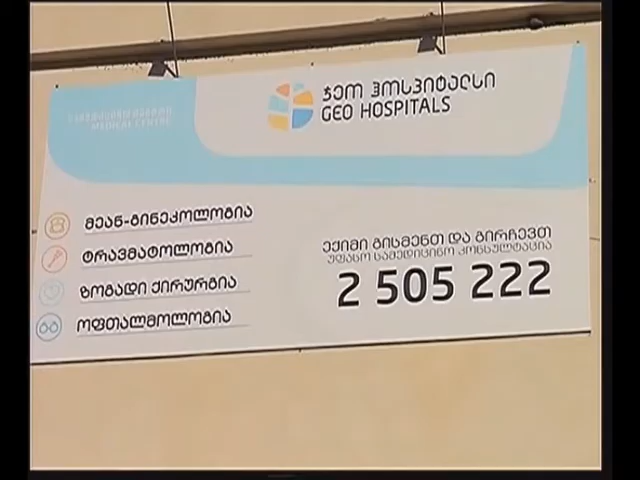 ჯეო ჰოსპიტალსი
GEO HOSPITALS
MEDICAL CENTRE
მეან-გინეკოლოგია
ტრავმატოლოგია
ზოგადი ქირურგია
ოფთალმოლოგია
ექიმი გისმენთ და გირჩევთ
უფასო სამედიცინო კონსულტაცია
2 505 222